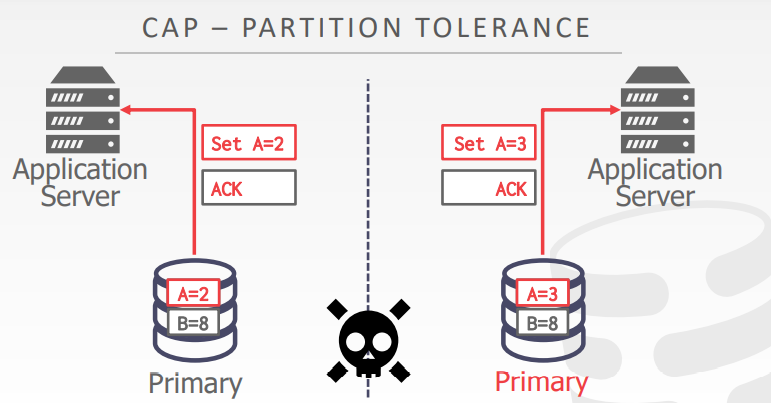 CAP – PARTITION TOLERANCE
Set A=2
ACK
Application
Server
A=2
B=8
Primary
Set A=3
ACK
Application
Server
A=3
B=8
Primary